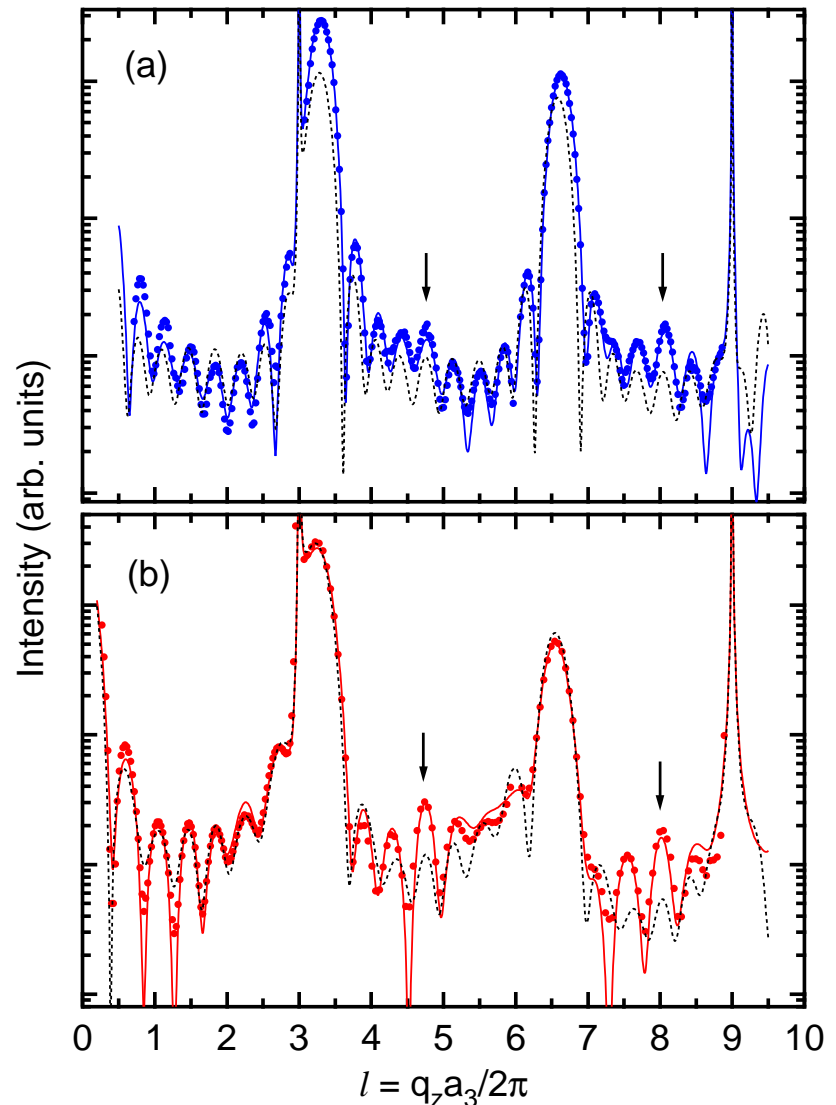 (a)
(b)
Intensity (arb. units)
0 1 2 3 4 5 6 7 8 9 10
l = q_z a_3/2π